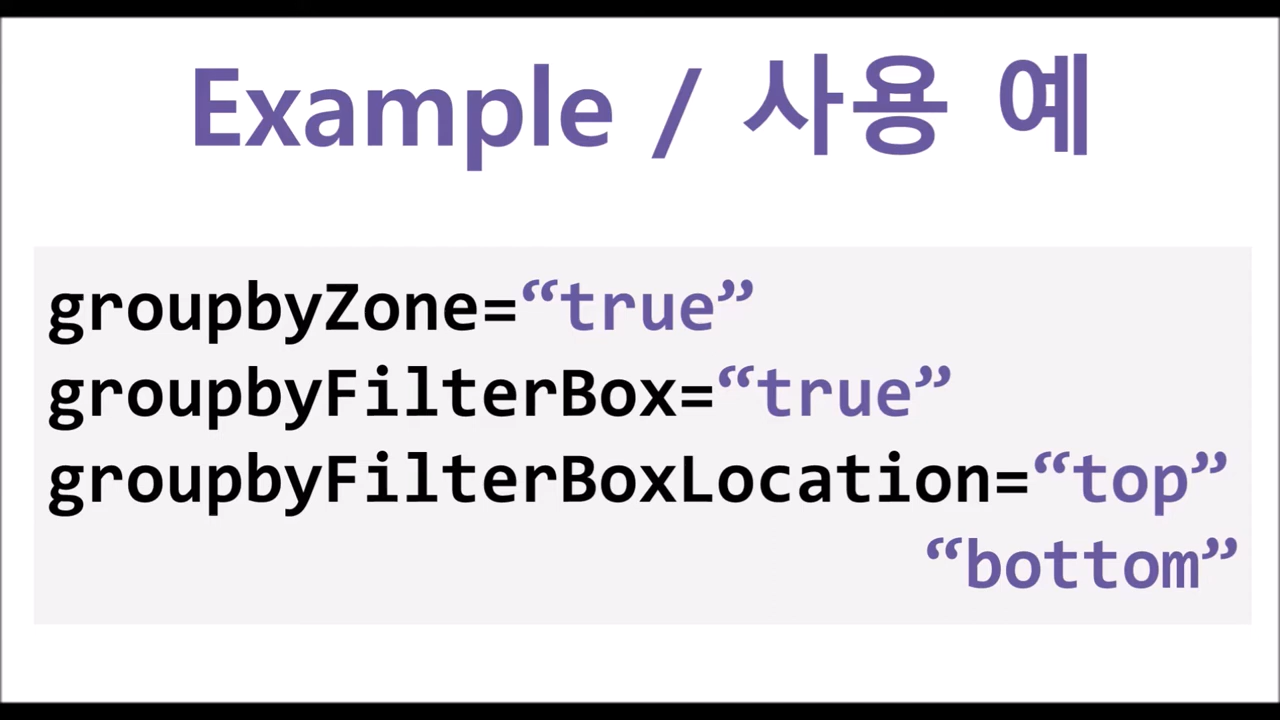 Example / 사용 예
groupbyZone=“true”
groupbyFilterBox=“true”
groupbyFilterBoxLocation=“top”
“bottom”